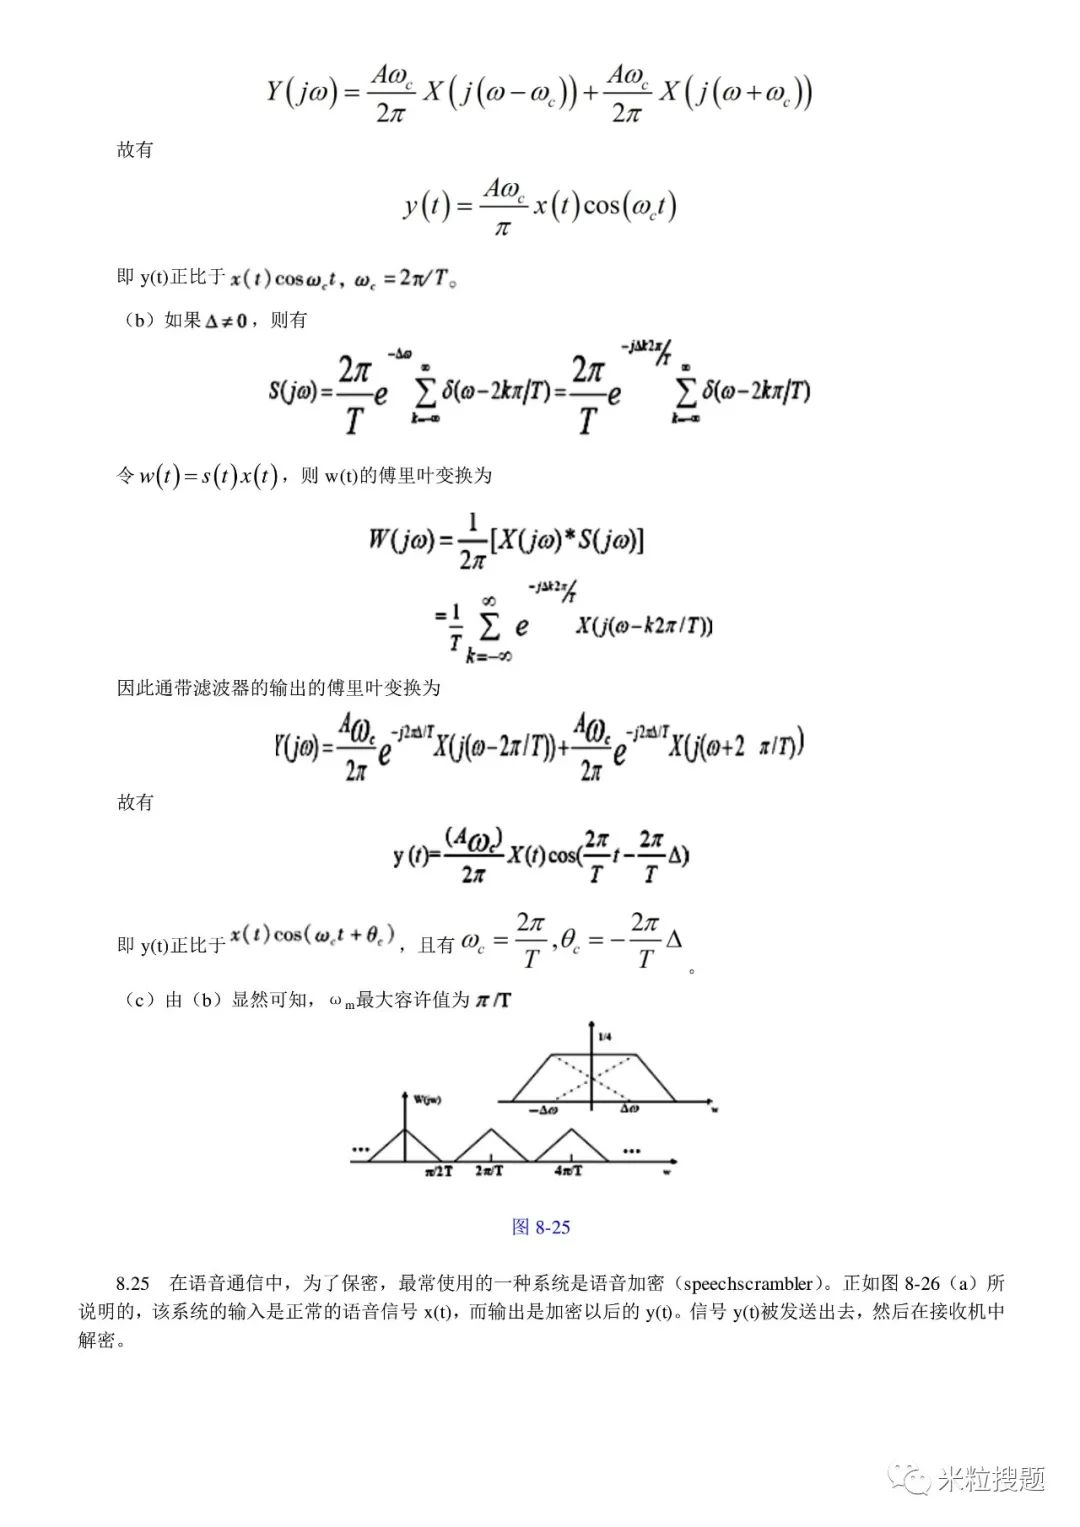 Y(jω) = Aω_c/2π X(j(ω − ω_c)) + Aω_c/2π X(j(ω + ω_c))
故有
y(t) = Aω_c/π x(t)cos(ω_c t)
即 y(t)正比于 x(t)cosω_c t, ω_c = 2π/T。
（b）如果 Δ ≠ 0，则有
S(jω) = 2π/T e^{-Δω} ∑_{k=-∞}^{∞} δ(ω−2kπ/T) = 2π/T e^{-jΔk2π/T} ∑_{k=-∞}^{∞} δ(ω−2kπ/T)
令 w(t) = s(t)x(t)，则 w(t)的傅里叶变换为
W(jω) = 1/2π [X(jω)*S(jω)]
= 1/T ∑_{k=-∞}^{∞} e^{-jΔk2π/T} X(j(ω−k2π/T))
因此通带滤波器的输出的傅里叶变换为
Y(jω) = Aω_c/2π e^{-j2πΔ/T} X(j(ω−2π/T)) + Aω_c/2π e^{-j2πΔ/T} X(j(ω+2 π/T))
故有
y (t) = (Aω_c)/2π X(t)cos(2π/T t − 2π/T Δ)
即 y(t)正比于 x(t)cos(ω_c t + θ_c)，且有 ω_c = 2π/T, θ_c = −2π/T Δ。
（c）由（b）显然可知，ω_m最大容许值为 π/T
1/4
−Δω Δω w
W(jw)
... ...
π/2T 2π/T 4π/T w
图 8-25
8.25 在语音通信中，为了保密，最常使用的一种系统是语音加密（speechscrambler）。正如图 8-26（a）所
说明的，该系统的输入是正常的语音信号 x(t)，而输出是加密以后的 y(t)。信号 y(t)被发送出去，然后在接收机中
解密。
米粒搜题